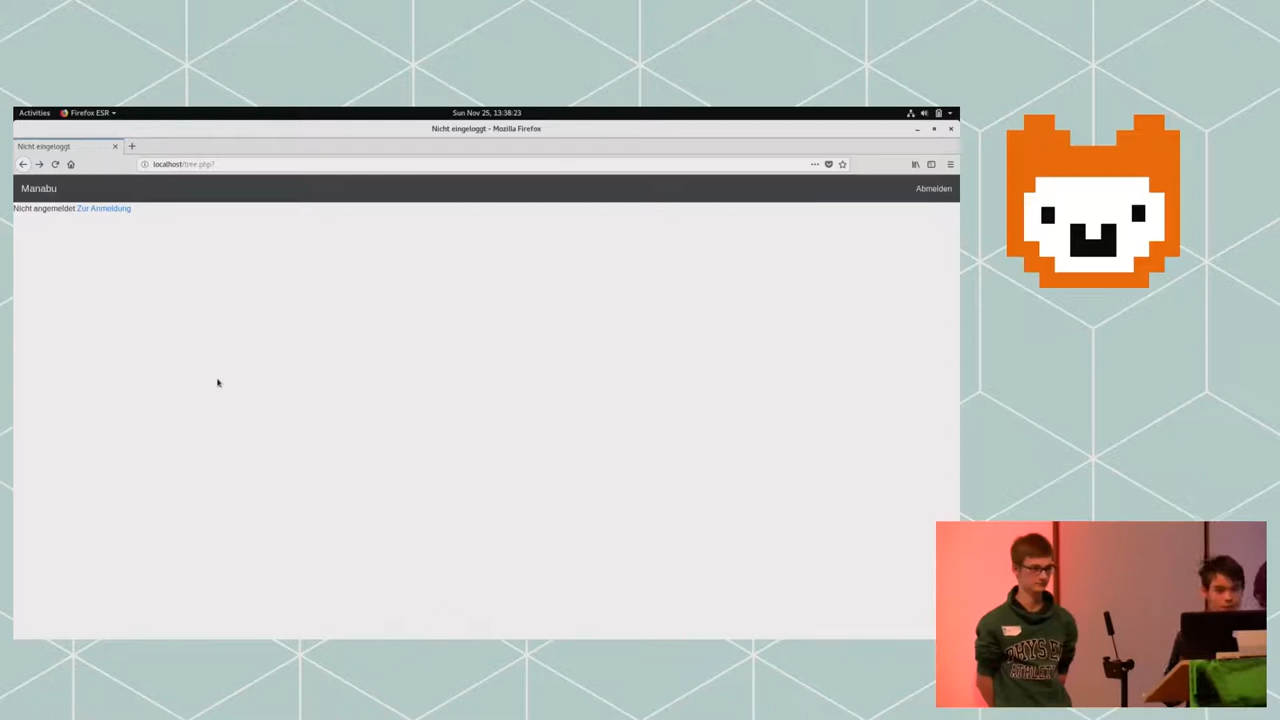 Activities Firefox ESR Sun Nov 25, 13:38:23
Nicht eingeloggt - Mozilla Firefox
Nicht eingeloggt
localhost/tree.php?
Manabu Abmelden
Nicht angemeldet Zur Anmeldung